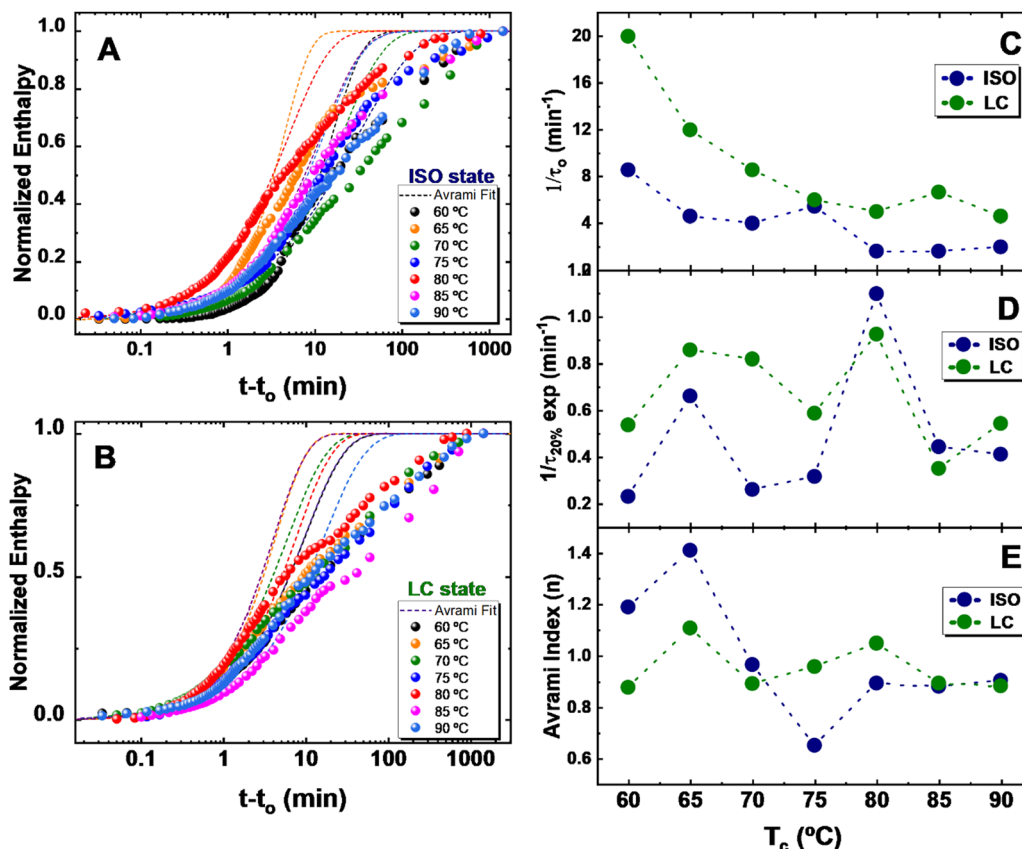 A
Normalized Enthalpy
1.0
0.8
0.6
0.4
0.2
0.0
ISO state
Avrami Fit
60 ºC
65 ºC
70 ºC
75 ºC
80 ºC
85 ºC
90 ºC
0.1 1 10 100 1000
t-to (min)
B
Normalized Enthalpy
1.0
0.5
0.0
LC state
Avrami Fit
60 ºC
65 ºC
70 ºC
75 ºC
80 ºC
85 ºC
90 ºC
0.1 1 10 100 1000
t-to (min)
C
1/τo (min-1)
20
16
12
8
4
ISO
LC
D
1/τ20% exp (min-1)
1.0
0.8
0.6
0.4
0.2
ISO
LC
E
Avrami Index (n)
1.4
1.2
1.0
0.8
0.6
ISO
LC
60 65 70 75 80 85 90
Tc (ºC)